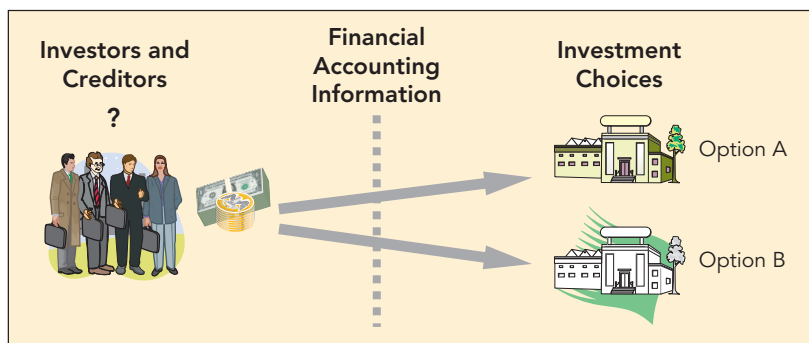 Investors and
Creditors
?
Financial
Accounting
Information
Investment
Choices
Option A
Option B